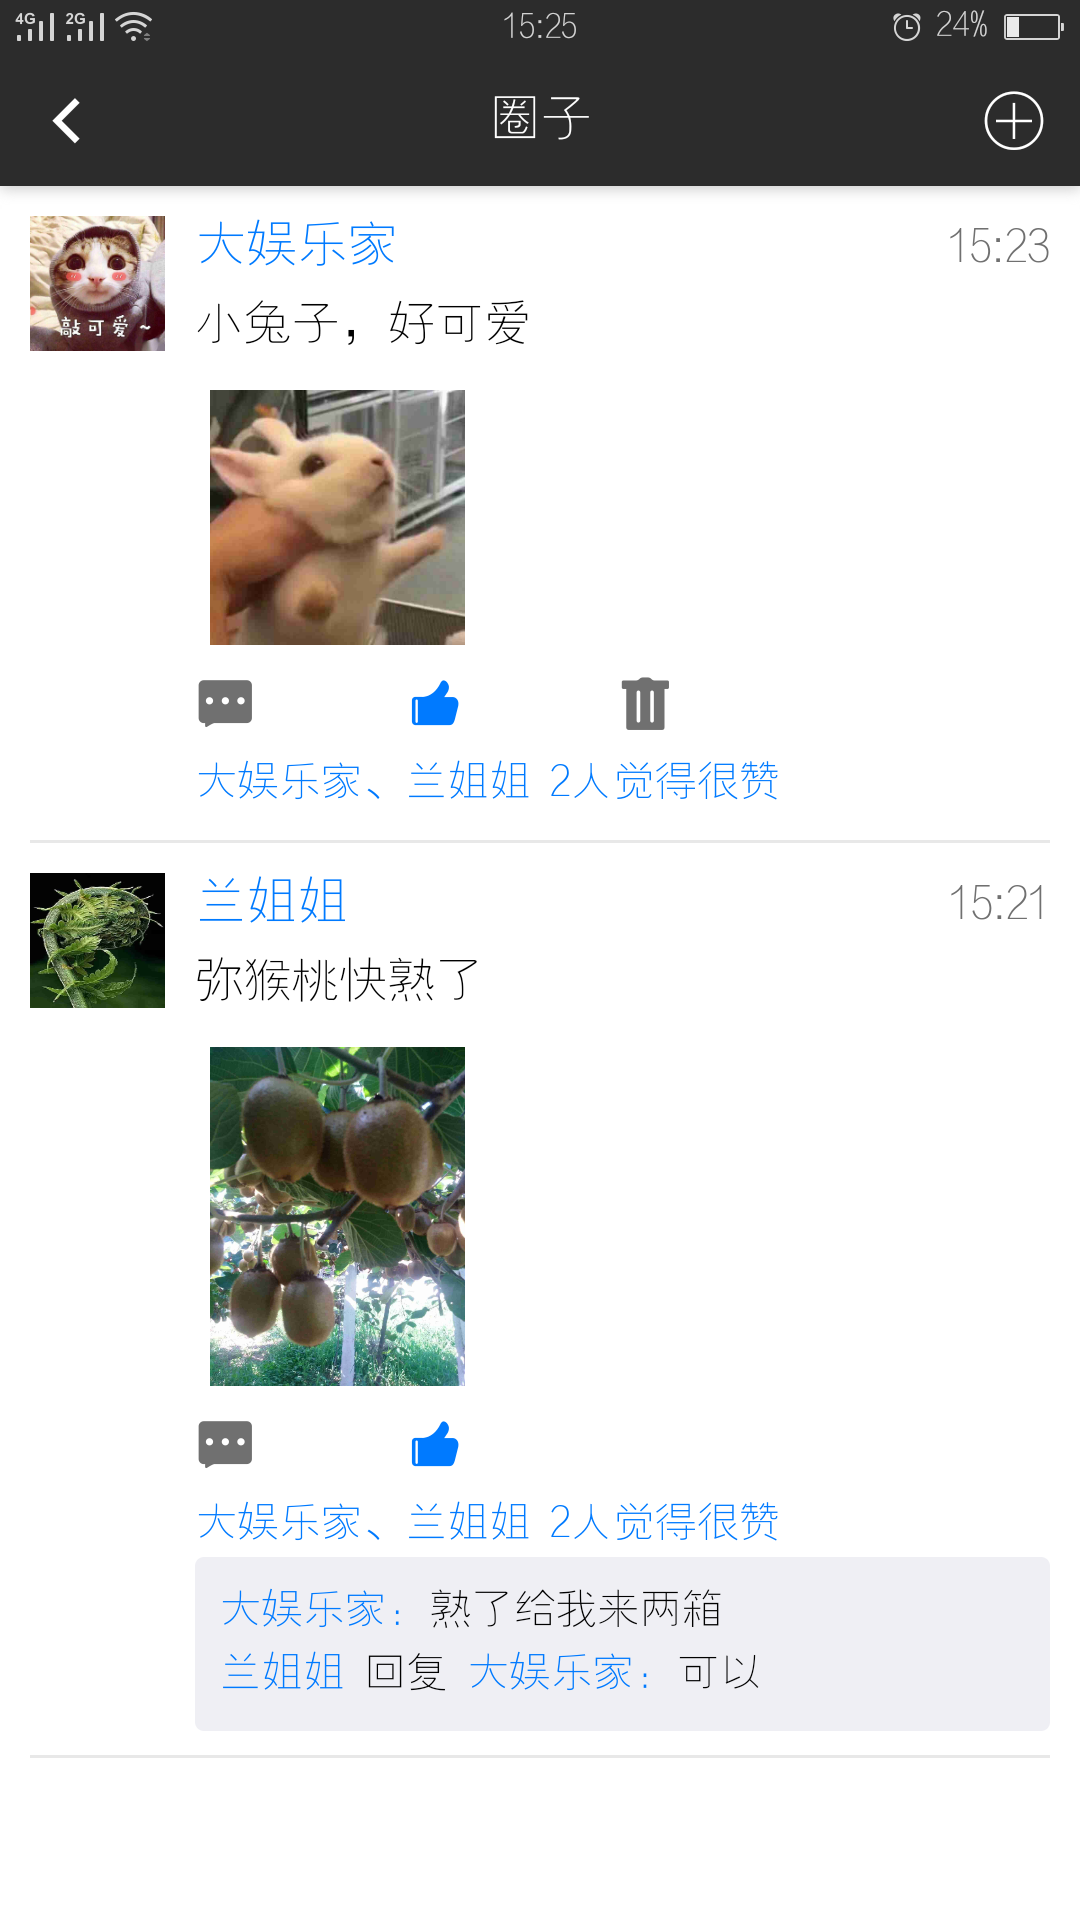 4G 2G 15:25 24%
圈子
大娱乐家 15:23
敲可爱~
小兔子，好可爱
大娱乐家、兰姐姐 2人觉得很赞
兰姐姐 15:21
弥猴桃快熟了
大娱乐家、兰姐姐 2人觉得很赞
大娱乐家：熟了给我来两箱
兰姐姐 回复 大娱乐家：可以